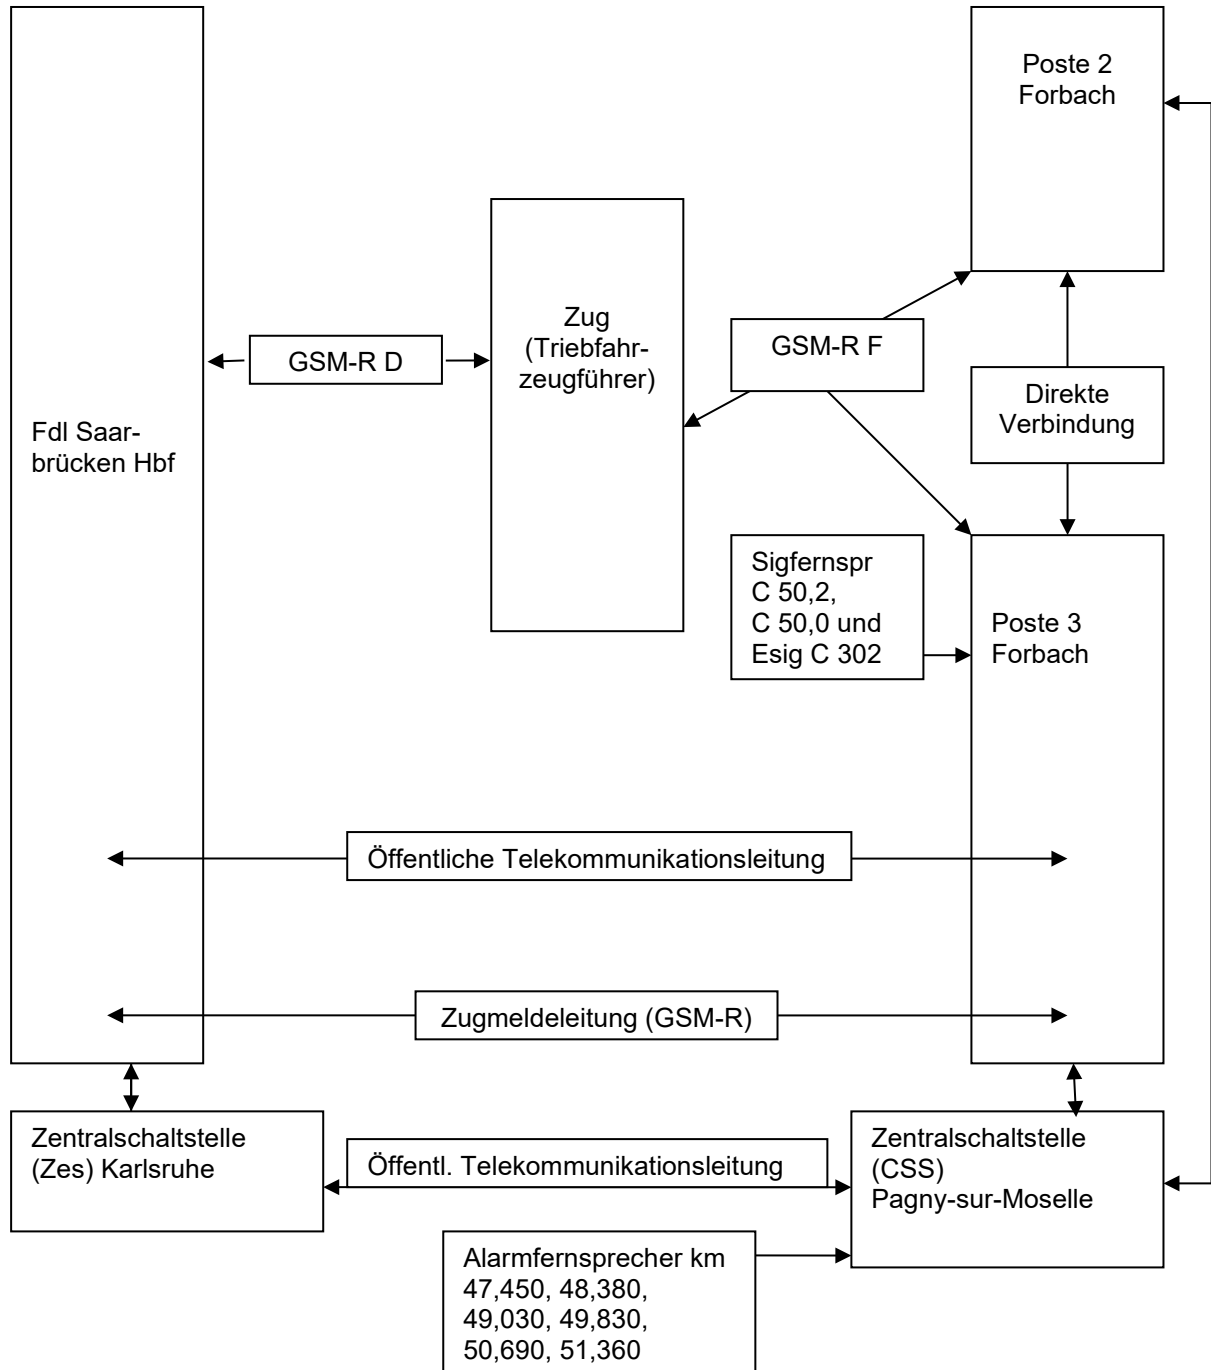 Poste 2
Forbach
Zug
(Triebfahr-
zeugführer)
GSM-R F
GSM-R D
Direkte
Verbindung
Fdl Saar-
brücken Hbf
Sigfernspr
C 50,2,
C 50,0 und
Esig C 302
Poste 3
Forbach
Öffentliche Telekommunikationsleitung
Zugmeldeleitung (GSM-R)
Zentralschaltstelle
(Zes) Karlsruhe
Öffentl. Telekommunikationsleitung
Zentralschaltstelle
(CSS)
Pagny-sur-Moselle
Alarmfernsprecher km
47,450, 48,380,
49,030, 49,830,
50,690, 51,360